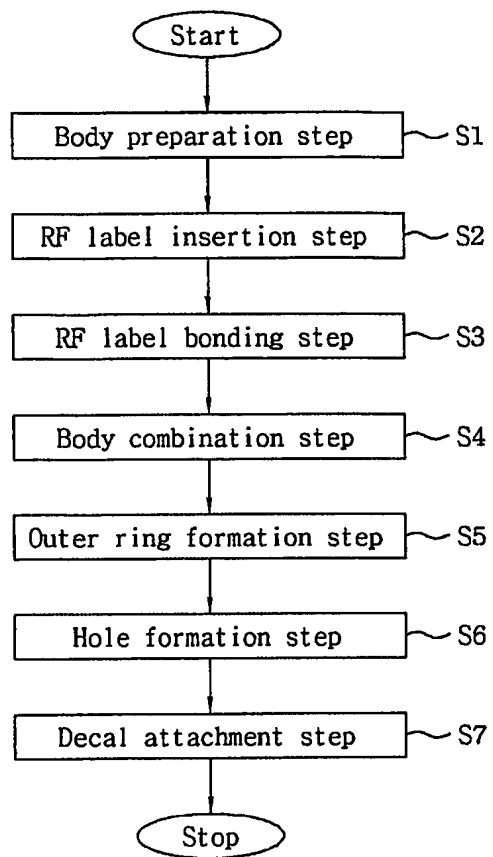 Start
Body preparation step S1
RF label insertion step S2
RF label bonding step S3
Body combination step S4
Outer ring formation step S5
Hole formation step S6
Decal attachment step S7
Stop